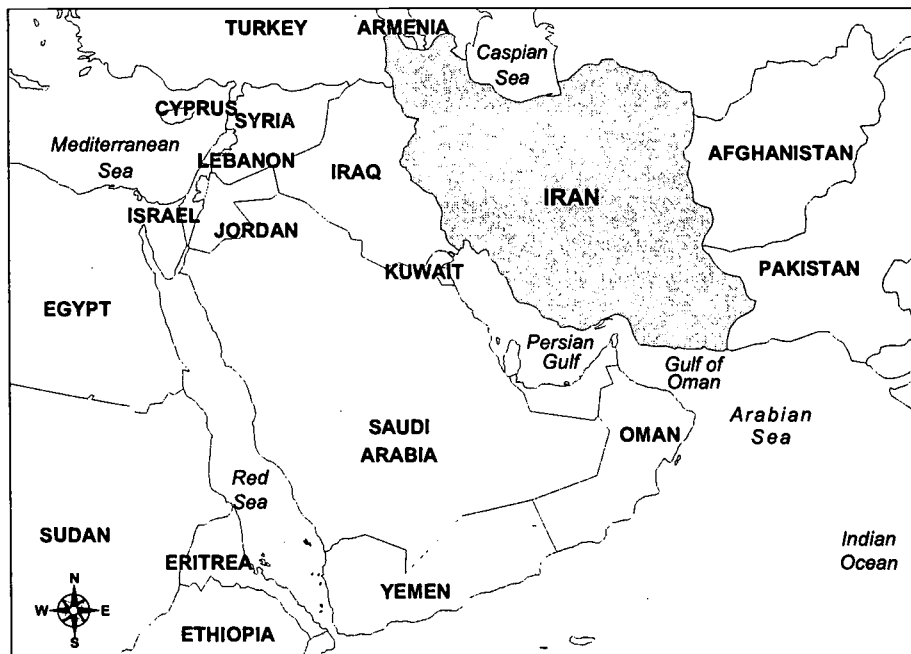 TURKEY
ARMENIA
Caspian
Sea
CYPRUS
SYRIA
Mediterranean
Sea
LEBANON
IRAQ
IRAN
AFGHANISTAN
ISRAEL
JORDAN
KUWAIT
PAKISTAN
EGYPT
Persian
Gulf
Gulf of
Oman
Arabian
Sea
SAUDI
ARABIA
OMAN
Red
Sea
SUDAN
Indian
Ocean
ERITREA
YEMEN
N
W
E
S
ETHIOPIA